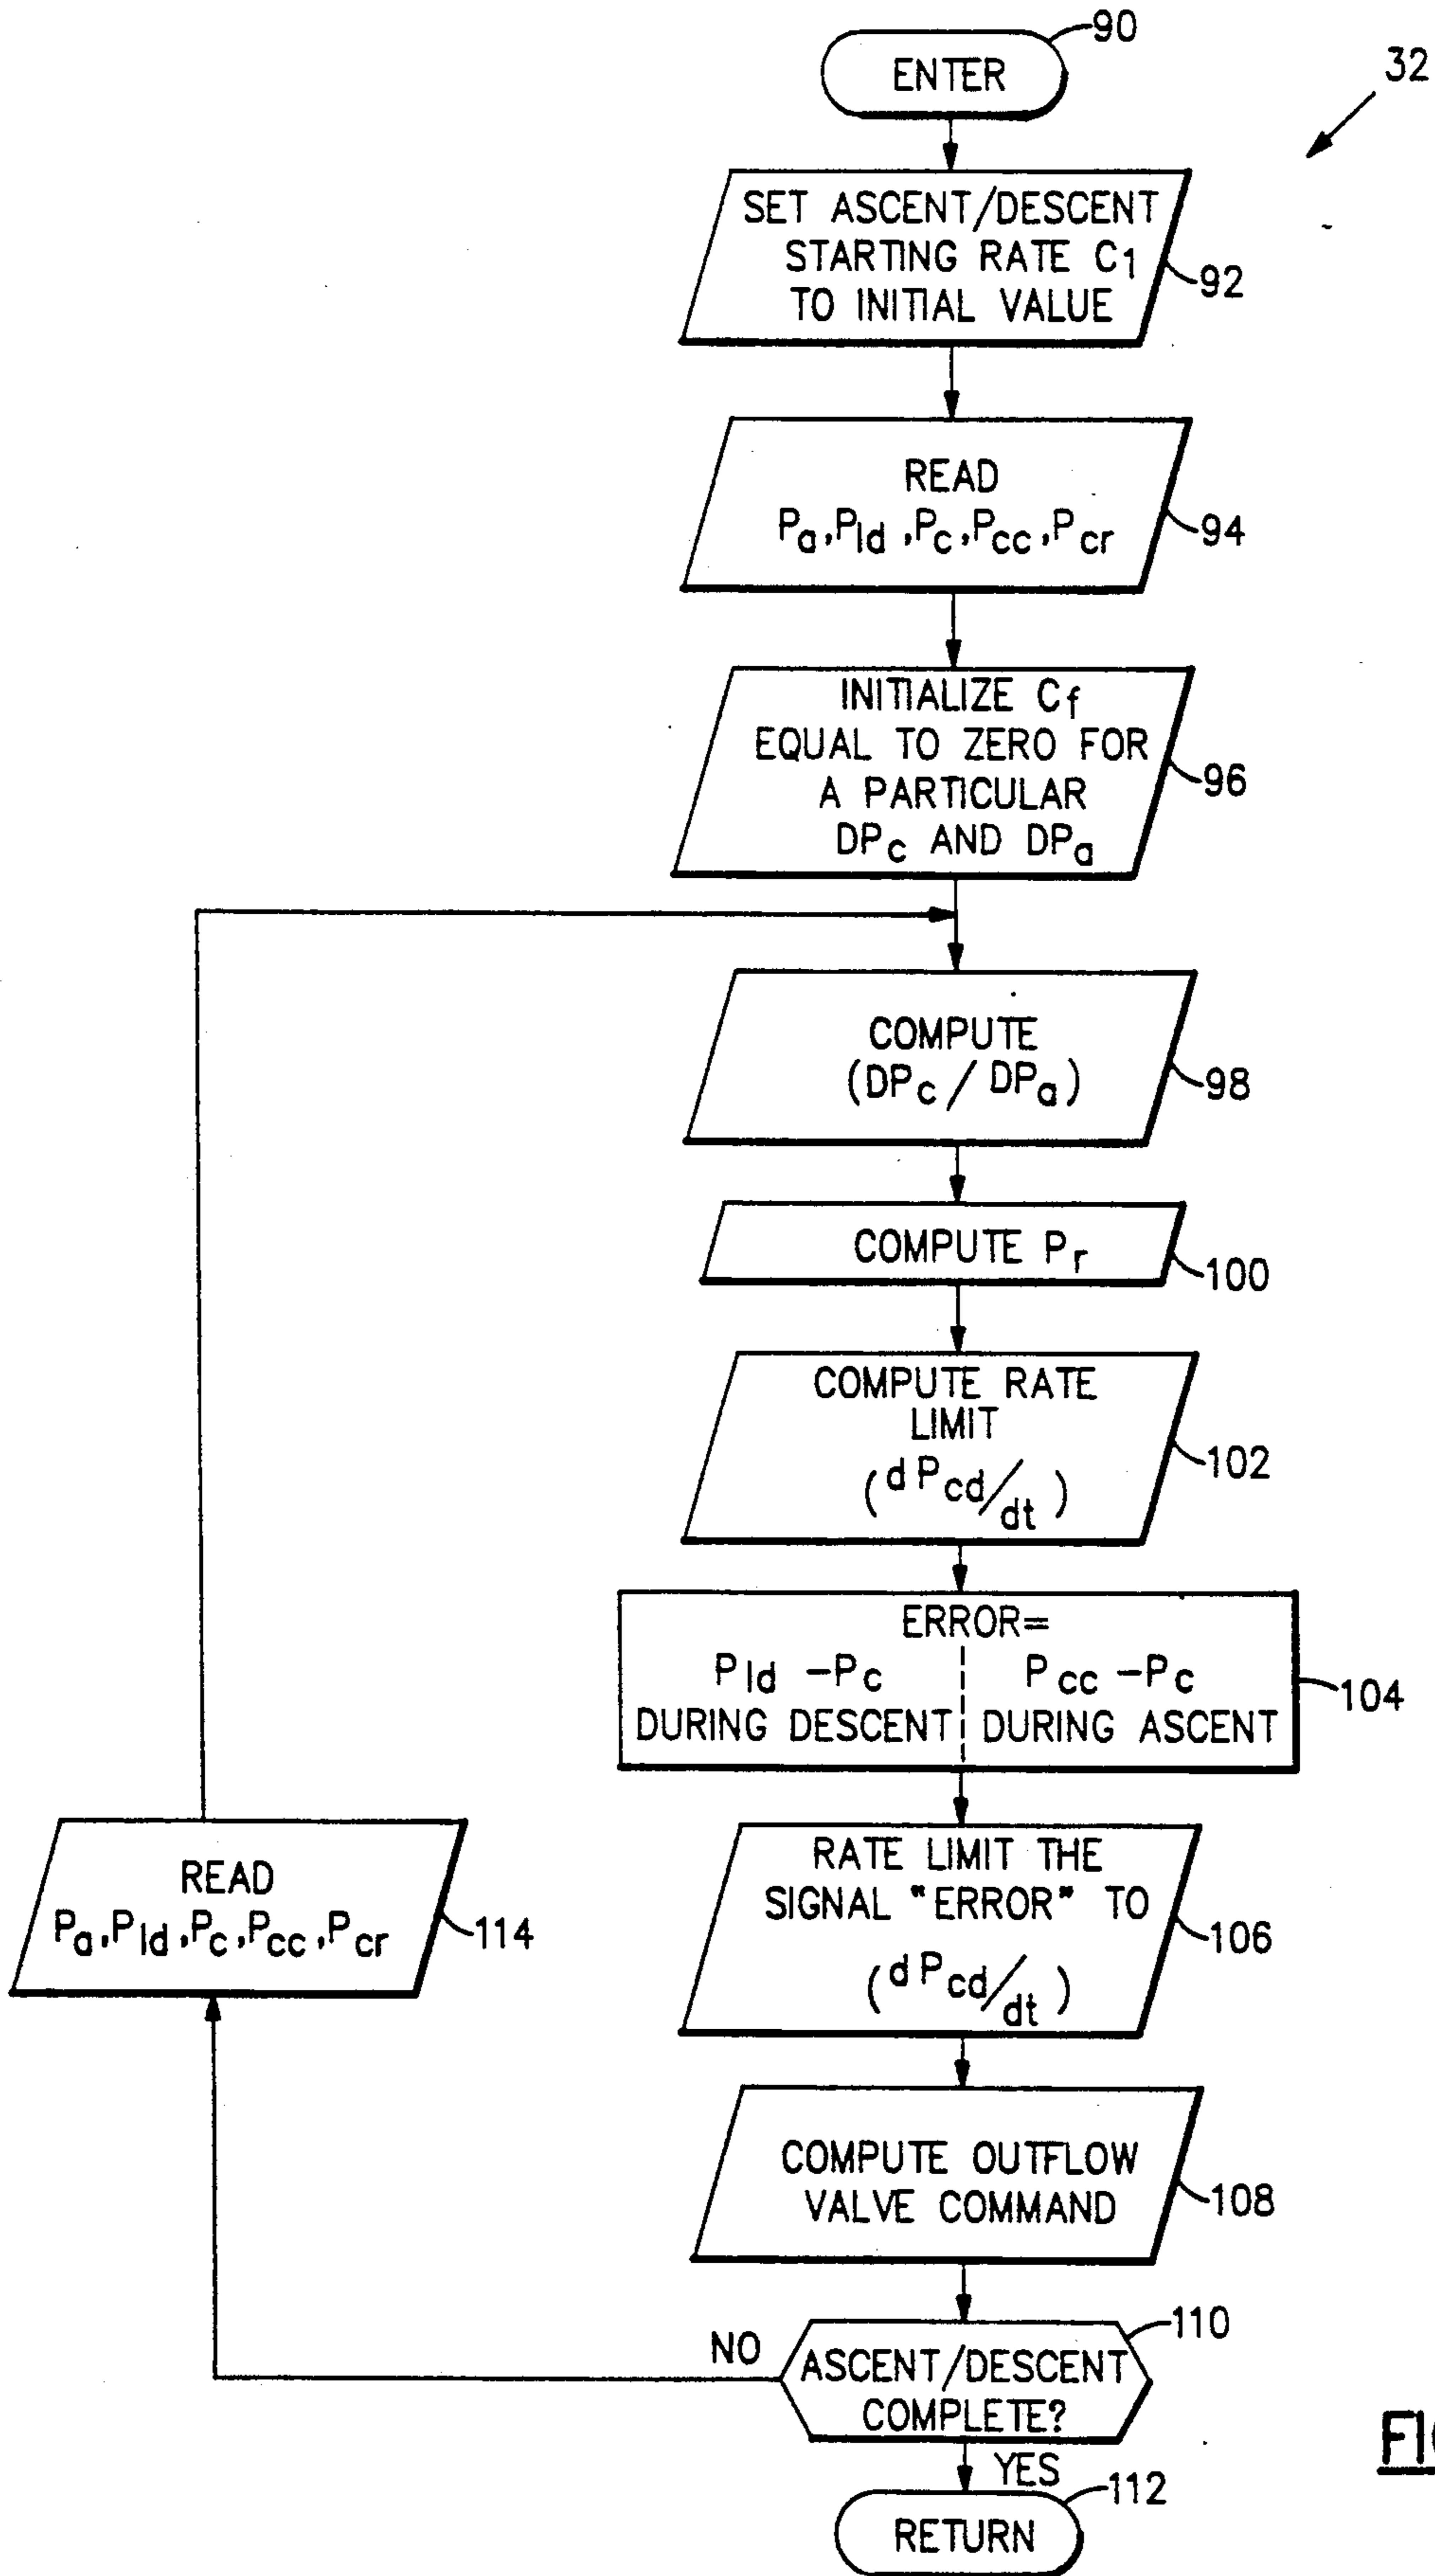 90
ENTER
32
SET ASCENT/DESCENT
STARTING RATE C1
TO INITIAL VALUE
92
READ
Pa,Pld,Pc,Pcc,Pcr
94
INITIALIZE Cf
EQUAL TO ZERO FOR
A PARTICULAR
DPc AND DPa
96
COMPUTE
(DPc / DPa)
98
COMPUTE Pr
100
COMPUTE RATE
LIMIT
(dPcd/dt)
102
ERROR=
Pld -Pc
DURING DESCENT
Pcc -Pc
DURING ASCENT
104
RATE LIMIT THE
SIGNAL "ERROR" TO
(dPcd/dt)
106
READ
Pa,Pld,Pc,Pcc,Pcr
114
COMPUTE OUTFLOW
VALVE COMMAND
108
110
NO
ASCENT/DESCENT
COMPLETE?
YES
112
RETURN